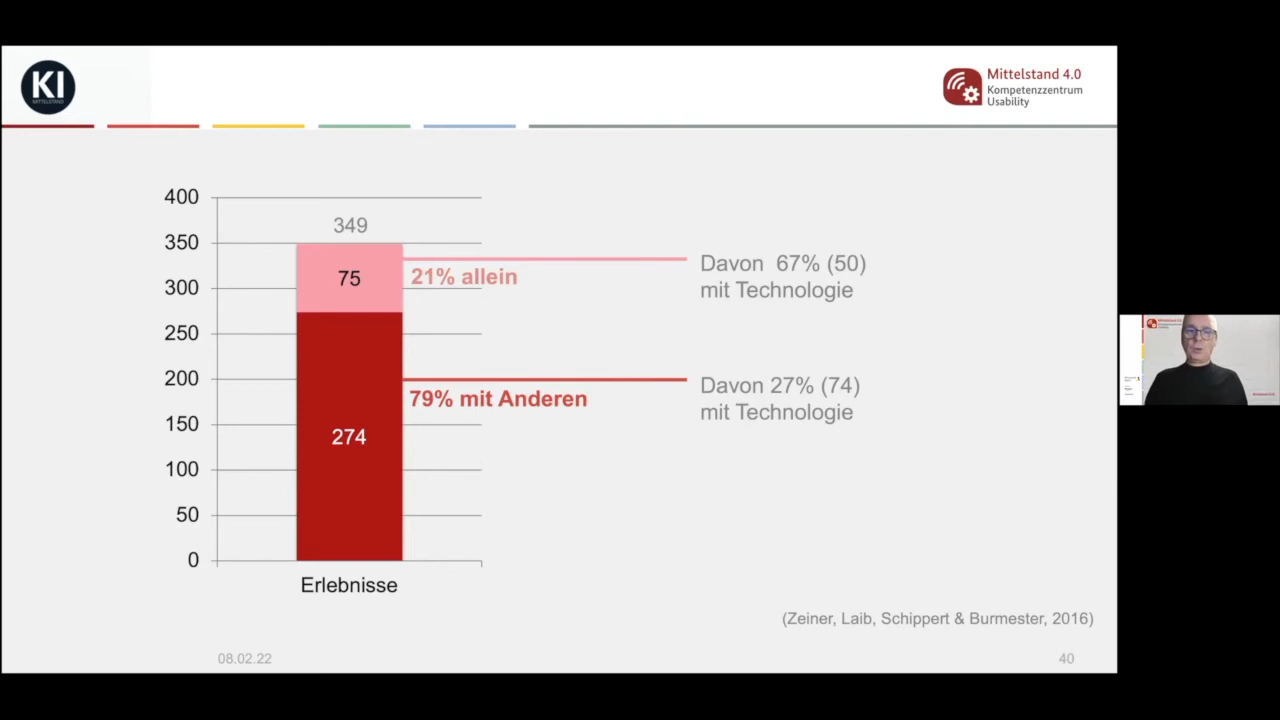 KI
MITTELSTAND
Mittelstand 4.0
Kompetenzzentrum
Usability
400
350
300
250
200
150
100
50
0
349
75
274
21% allein
79% mit Anderen
Davon 67% (50)
mit Technologie
Davon 27% (74)
mit Technologie
Erlebnisse
(Zeiner, Laib, Schippert & Burmester, 2016)
08.02.22
40